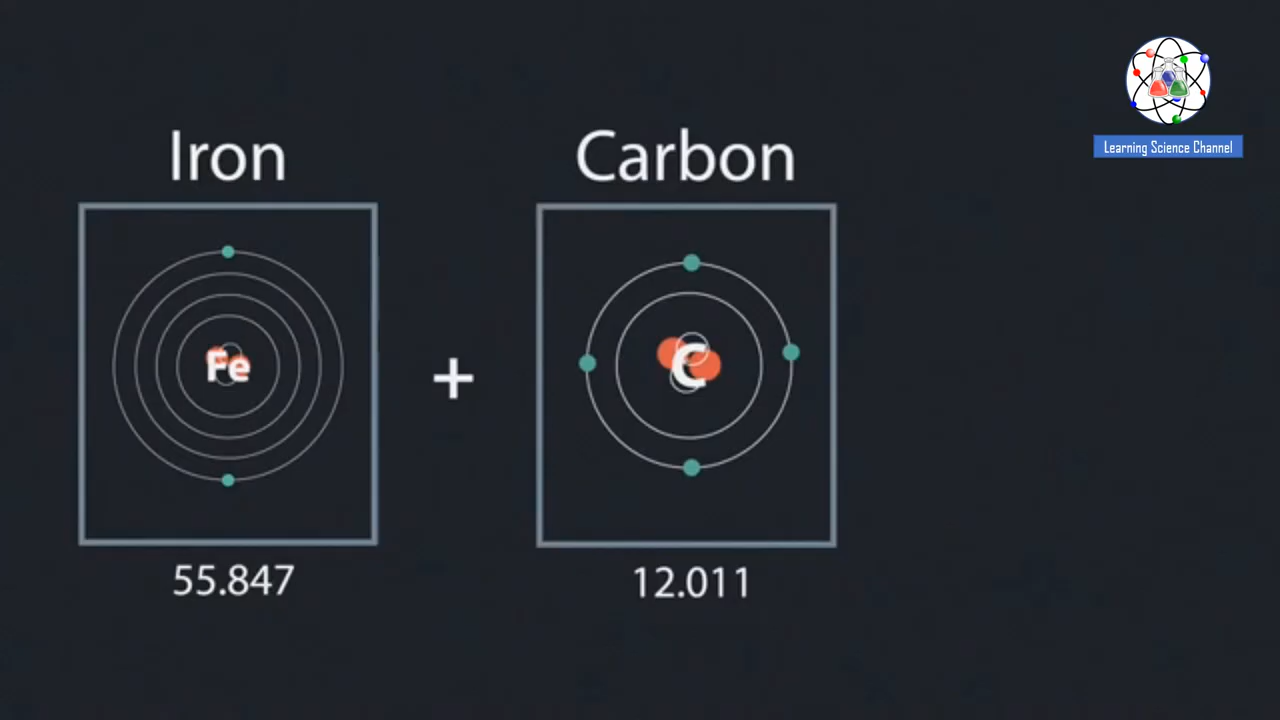 Learning Science Channel
Iron
Carbon
Fe
+
C
55.847
12.011